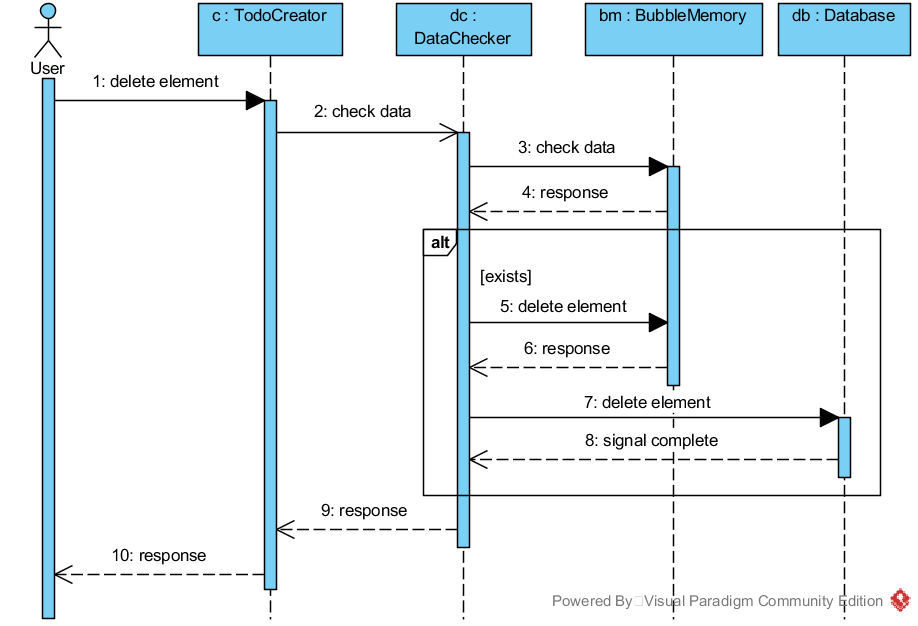 c : TodoCreator
dc :
DataChecker
bm : BubbleMemory
db : Database
User
1: delete element
2: check data
3: check data
4: response
alt
[exists]
5: delete element
6: response
7: delete element
8: signal complete
9: response
10: response
Powered By Visual Paradigm Community Edition